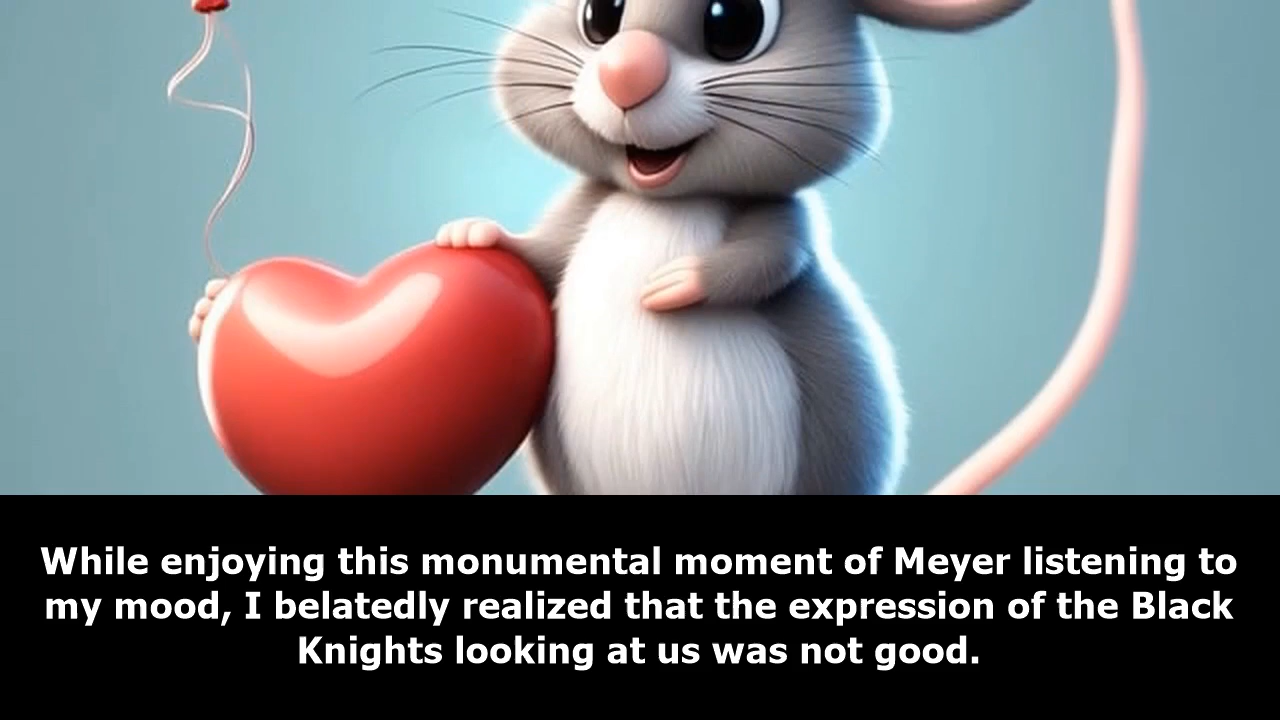 While enjoying this monumental moment of Meyer listening to
my mood, I belatedly realized that the expression of the Black
Knights looking at us was not good.